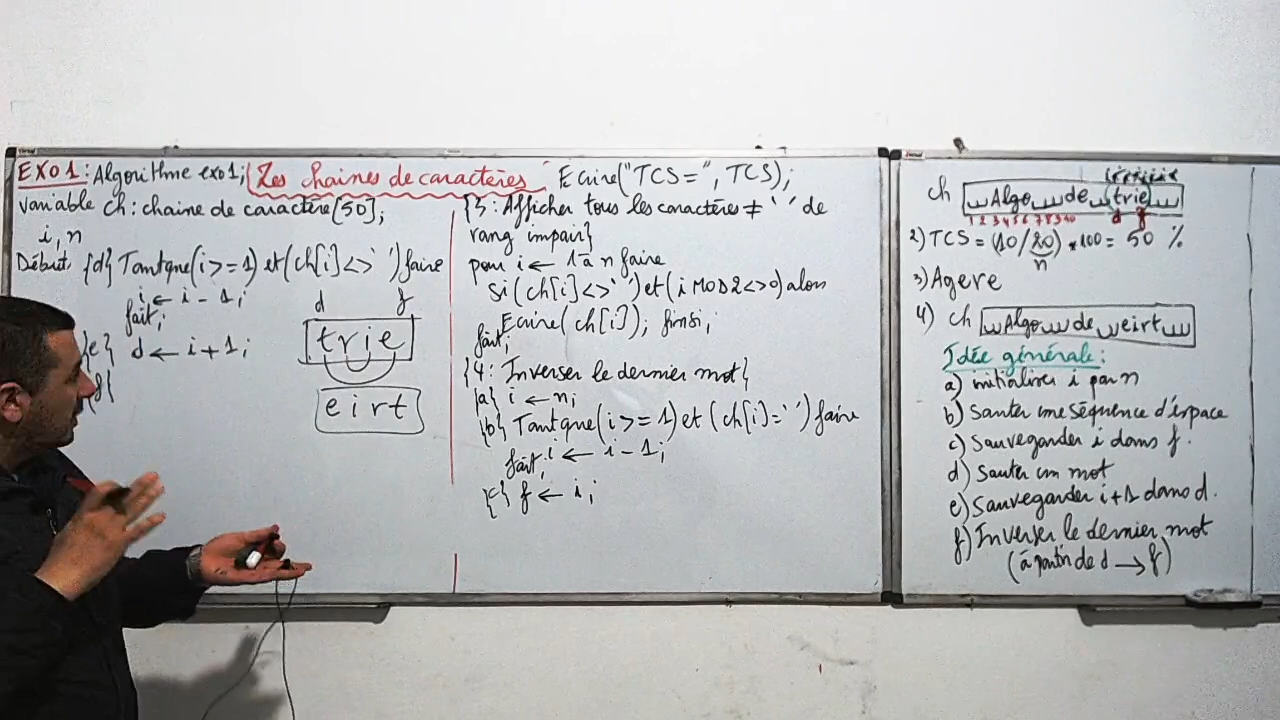 EXO1: Algorithme exo1; Les chaines de caractères Ecrire("TCS=", TCS);
variable ch: chaine de caractère[50];
i, n
Début {d} Tantque(i>=1) et (ch[i]<>' ') faire
i ← i - 1;
fait;
{e} d ← i+1;
{f}
d f
trie
eirt
{3: Afficher tous les caractères ≠ ' ' de
rang impair}
pour i ← 1 à n faire
Si (ch[i]<>' ') et (i MOD 2<>0) alors
Ecrire(ch[i]); finsi;
fait;
{4: Inverser le dernier mot}
{a} i ← n;
{b} Tantque(i>=1) et (ch[i]=' ') faire
i ← i - 1;
fait;
{c} f ← i;
ch ␣Algo␣de␣trie␣
1 2 3 4 5 6 7 8 9 10 d f
2) TCS = (10/20) * 100 = 50 %
n
3) Agere
4) ch ␣Algo␣de␣eirt␣
Idée générale:
a) initialiser i par n
b) Sauter une séquence d'espace
c) Sauvegarder i dans f.
d) Sauter un mot
e) Sauvegarder i+1 dans d.
f) Inverser le dernier mot
(à partir de d → f)